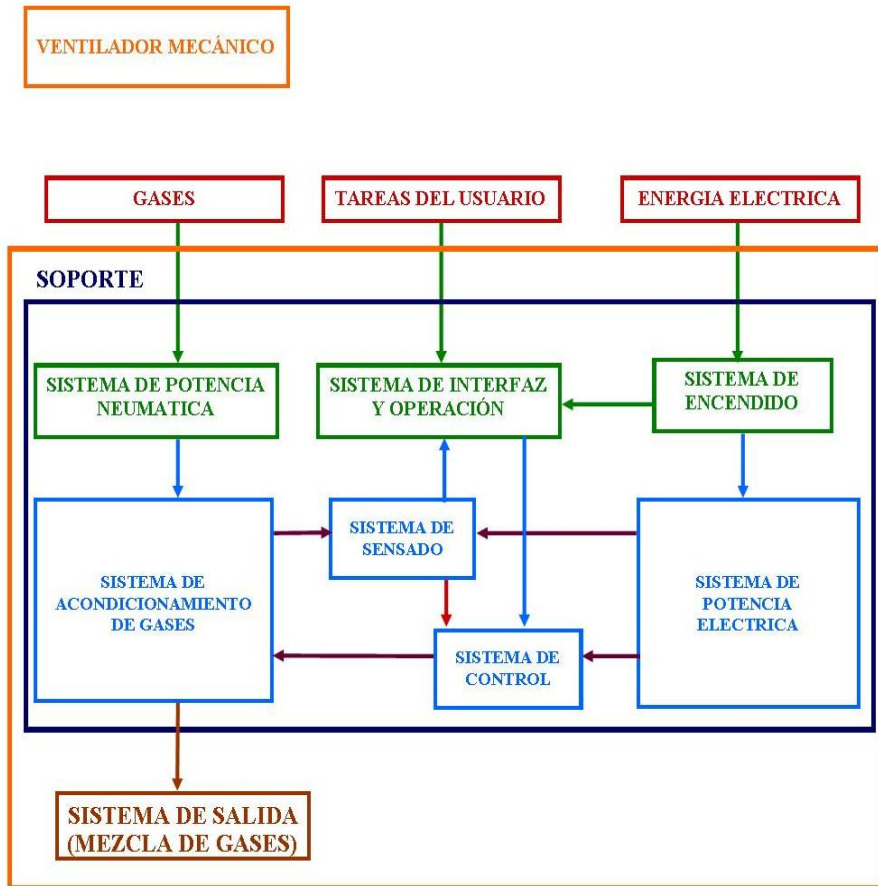 VENTILADOR MECÁNICO
GASES
TAREAS DEL USUARIO
ENERGIA ELECTRICA
SOPORTE
SISTEMA DE POTENCIA
NEUMATICA
SISTEMA DE INTERFAZ
Y OPERACIÓN
SISTEMA DE
ENCENDIDO
SISTEMA DE
SENSADO
SISTEMA DE
ACONDICIONAMIENTO
DE GASES
SISTEMA DE
POTENCIA
ELECTRICA
SISTEMA DE
CONTROL
SISTEMA DE SALIDA
(MEZCLA DE GASES)